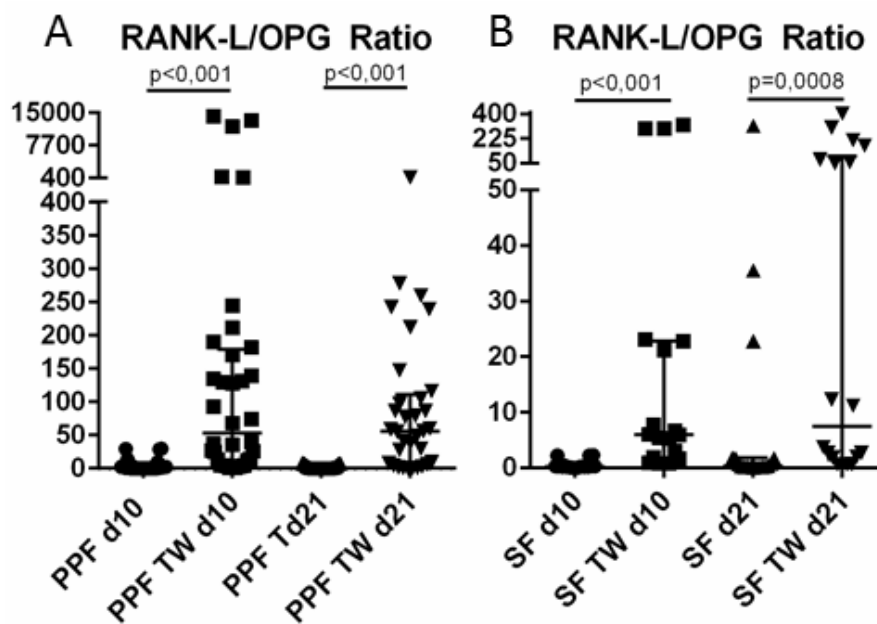 A RANK-L/OPG Ratio
p<0,001 p<0,001
15000
7700
400
400
350
300
250
200
150
100
50
0
PPF d10
PPF TW d10
PPF Td21
PPF TW d21
B RANK-L/OPG Ratio
p<0,001 p=0,0008
400
225
50
50
40
30
20
10
0
SF d10
SF TW d10
SF d21
SF TW d21